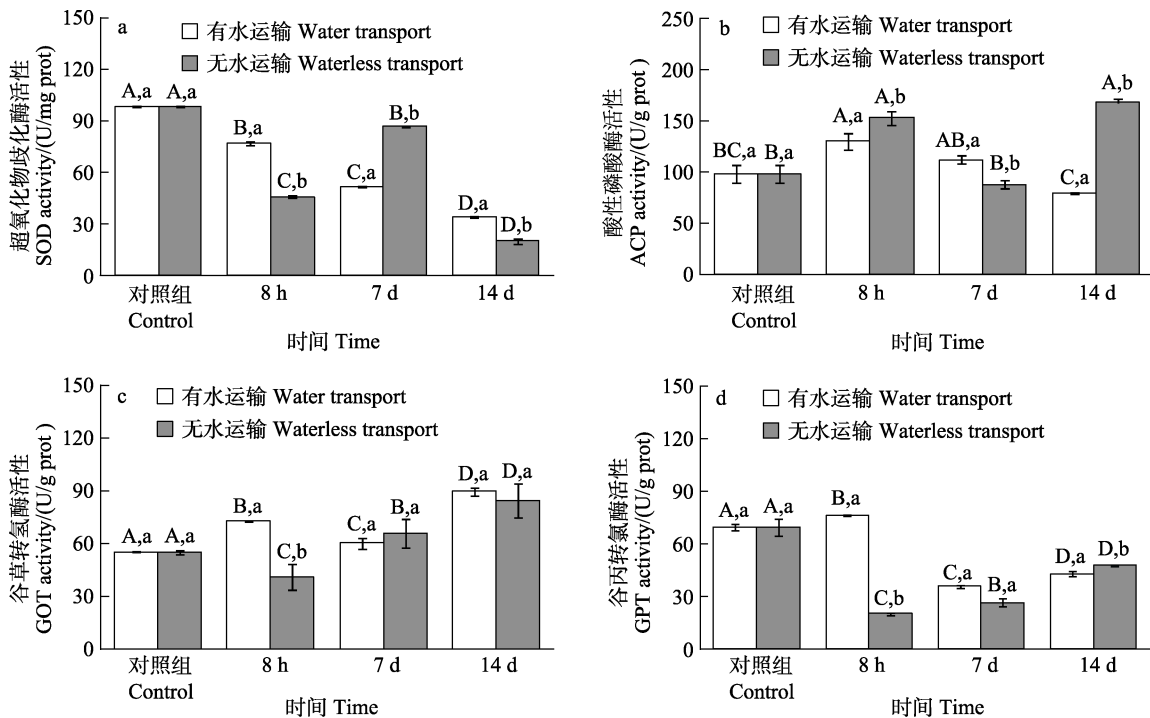 a
有水运输 Water transport
无水运输 Waterless transport
超氧化物歧化酶活性
SOD activity/(U/mg prot)
150
120
90
60
30
0
A,a A,a
B,a
C,b
C,a
B,b
D,a
D,b
对照组
Control
8 h
7 d
14 d
时间 Time
b
有水运输 Water transport
无水运输 Waterless transport
酸性磷酸酶活性
ACP activity/(U/g prot)
250
200
150
100
50
0
BC,a B,a
A,a
A,b
AB,a
B,b
C,a
A,b
对照组
Control
8 h
7 d
14 d
时间 Time
c
有水运输 Water transport
无水运输 Waterless transport
谷草转氢酶活性
GOT activity/(U/g prot)
150
120
90
60
30
0
A,a A,a
B,a
C,b
C,a
B,a
D,a D,a
对照组
Control
8 h
7 d
14 d
时间 Time
d
有水运输 Water transport
无水运输 Waterless transport
谷丙转氯酶活性
GPT activity/(U/g prot)
150
120
90
60
30
0
A,a A,a
B,a
C,b
C,a
B,a
D,a D,b
对照组
Control
8 h
7 d
14 d
时间 Time